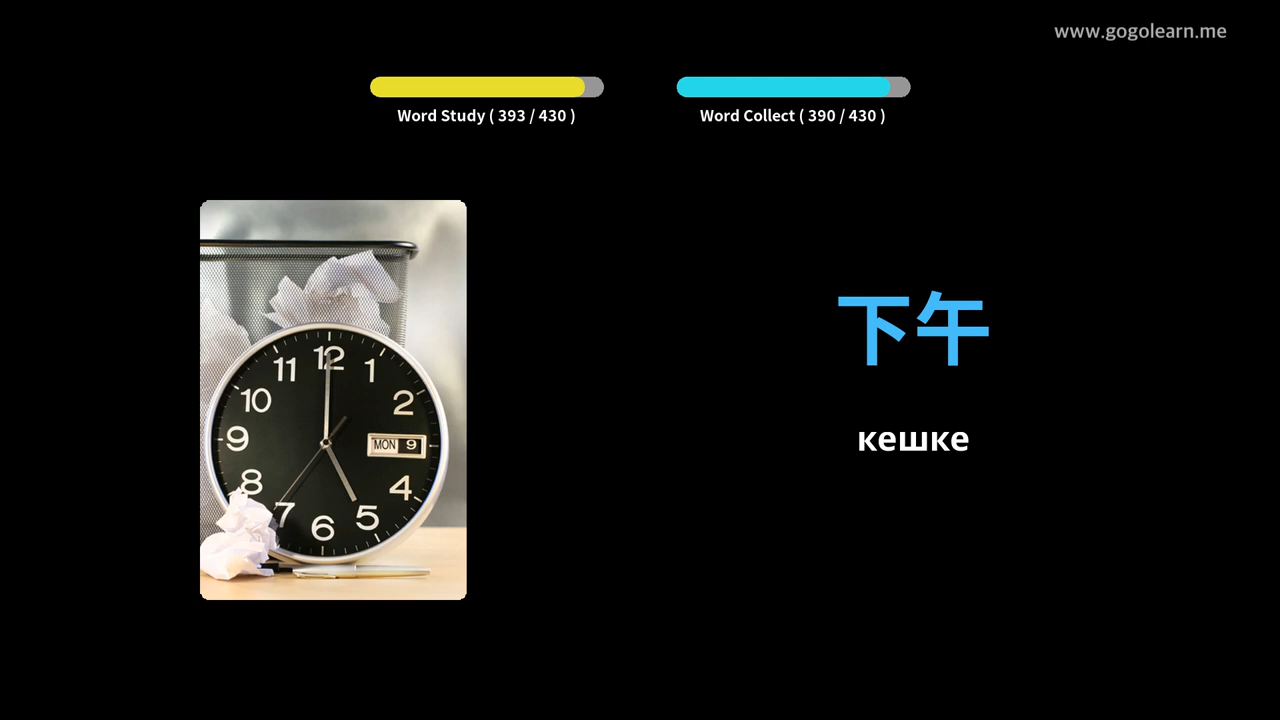 www.gogolearn.me
Word Study ( 393 / 430 )
Word Collect ( 390 / 430 )
下午
кешке
12
1
2
3
4
5
6
7
8
9
10
11
MON 9